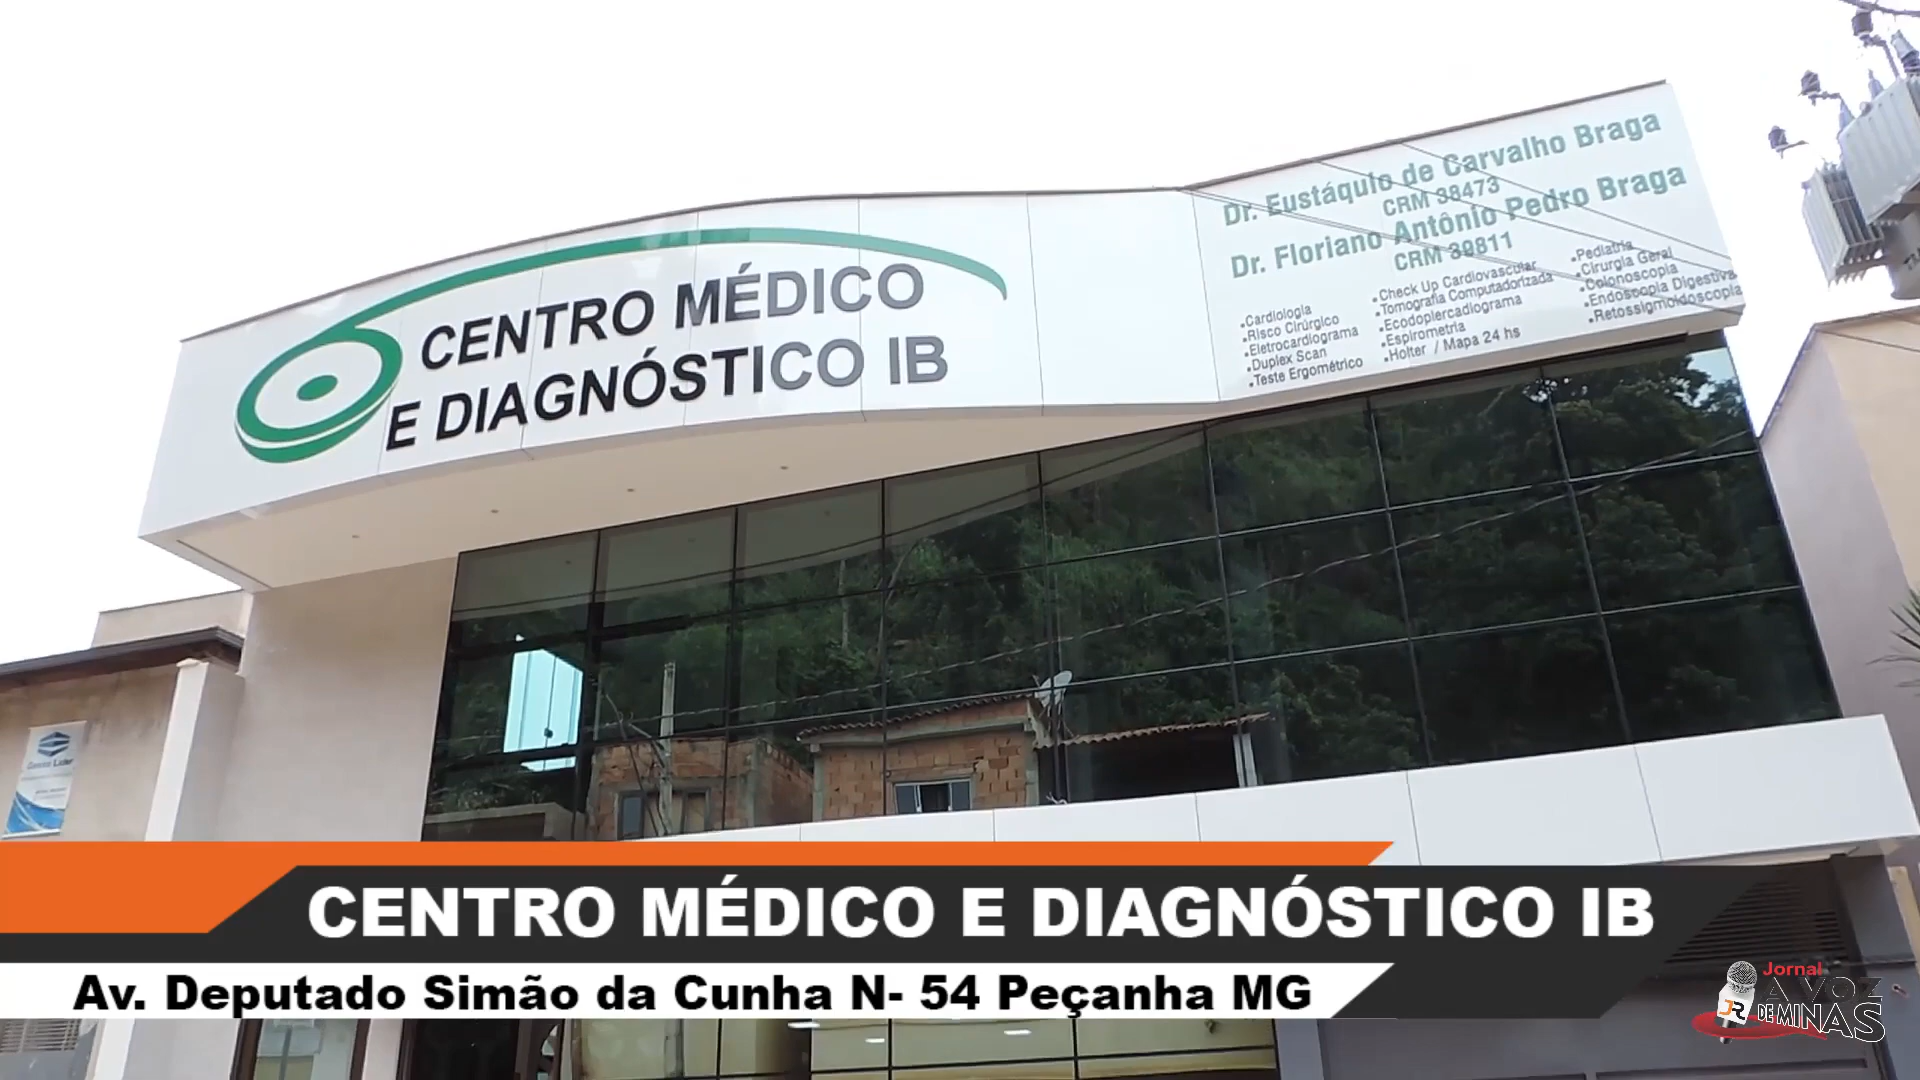 CENTRO MÉDICO
E DIAGNÓSTICO IB
Dr. Eustáquio de Carvalho Braga
CRM 38473
Dr. Floriano Antônio Pedro Braga
CRM 39811
•Cardiologia
•Risco Cirúrgico
•Eletrocardiograma
•Duplex Scan
•Teste Ergométrico
•Check Up Cardiovascular
•Tomografia Computadorizada
•Ecodoplercadiograma
•Espirometria
•Holter / Mapa 24 hs
•Pediatria
•Cirurgia Geral
•Colonoscopia
•Endoscopia Digestiva
•Retossigmoidoscopia
CENTRO MÉDICO E DIAGNÓSTICO IB
Av. Deputado Simão da Cunha N- 54 Peçanha MG
Jornal
A VOZ
DE MINAS
JR